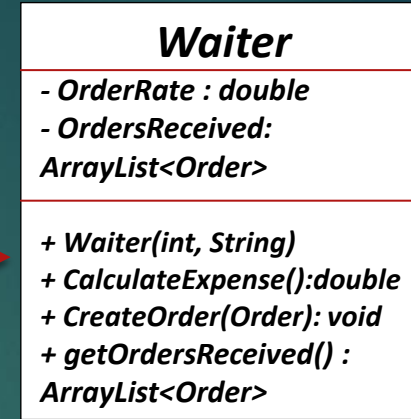 Waiter
- OrderRate : double
- OrdersReceived:
ArrayList<Order>
+ Waiter(int, String)
+ CalculateExpense():double
+ CreateOrder(Order): void
+ getOrdersReceived() :
ArrayList<Order>